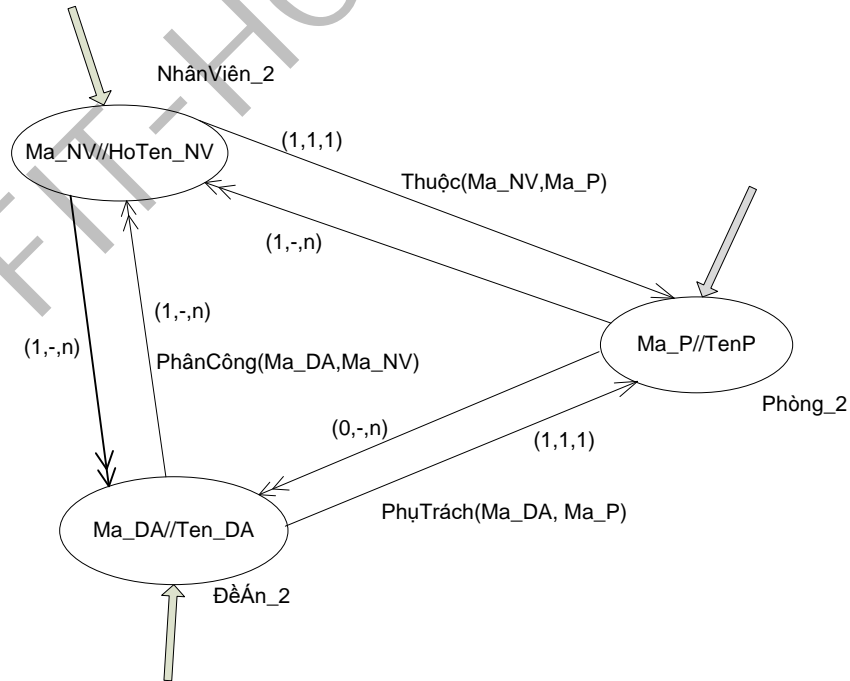 NhânViên_2
Ma_NV//HoTen_NV
(1,1,1)
Thuộc(Ma_NV,Ma_P)
(1,-,n)
(1,-,n)
(1,-,n)
PhânCông(Ma_DA,Ma_NV)
Ma_P//TenP
Phòng_2
(0,-,n)
(1,1,1)
PhụTrách(Ma_DA, Ma_P)
Ma_DA//Ten_DA
ĐềÁn_2